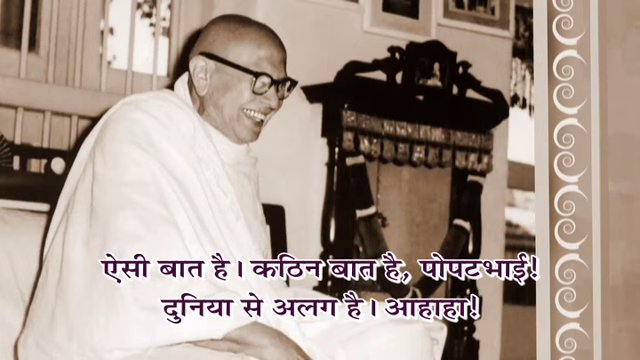 ऐसी बात है। कठिन बात है, पोपटभाई!
दुनिया से अलग है। आहाहा!